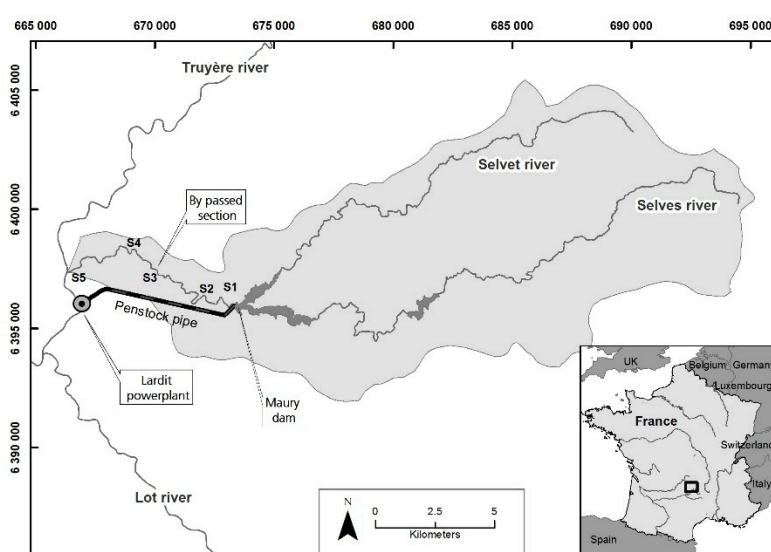 665 000
670 000
675 000
680 000
685 000
690 000
695 000
6 405 000
6 400 000
6 395 000
6 390 000
Truyère river
Selvet river
Selves river
By passed
section
S4
S3
S5
S2
S1
Penstock pipe
Lardit
powerplant
Maury
dam
Lot river
N
0
2.5
5
Kilometers
UK
Belgium
Germany
Luxembourg
France
Switzerland
Italy
Spain